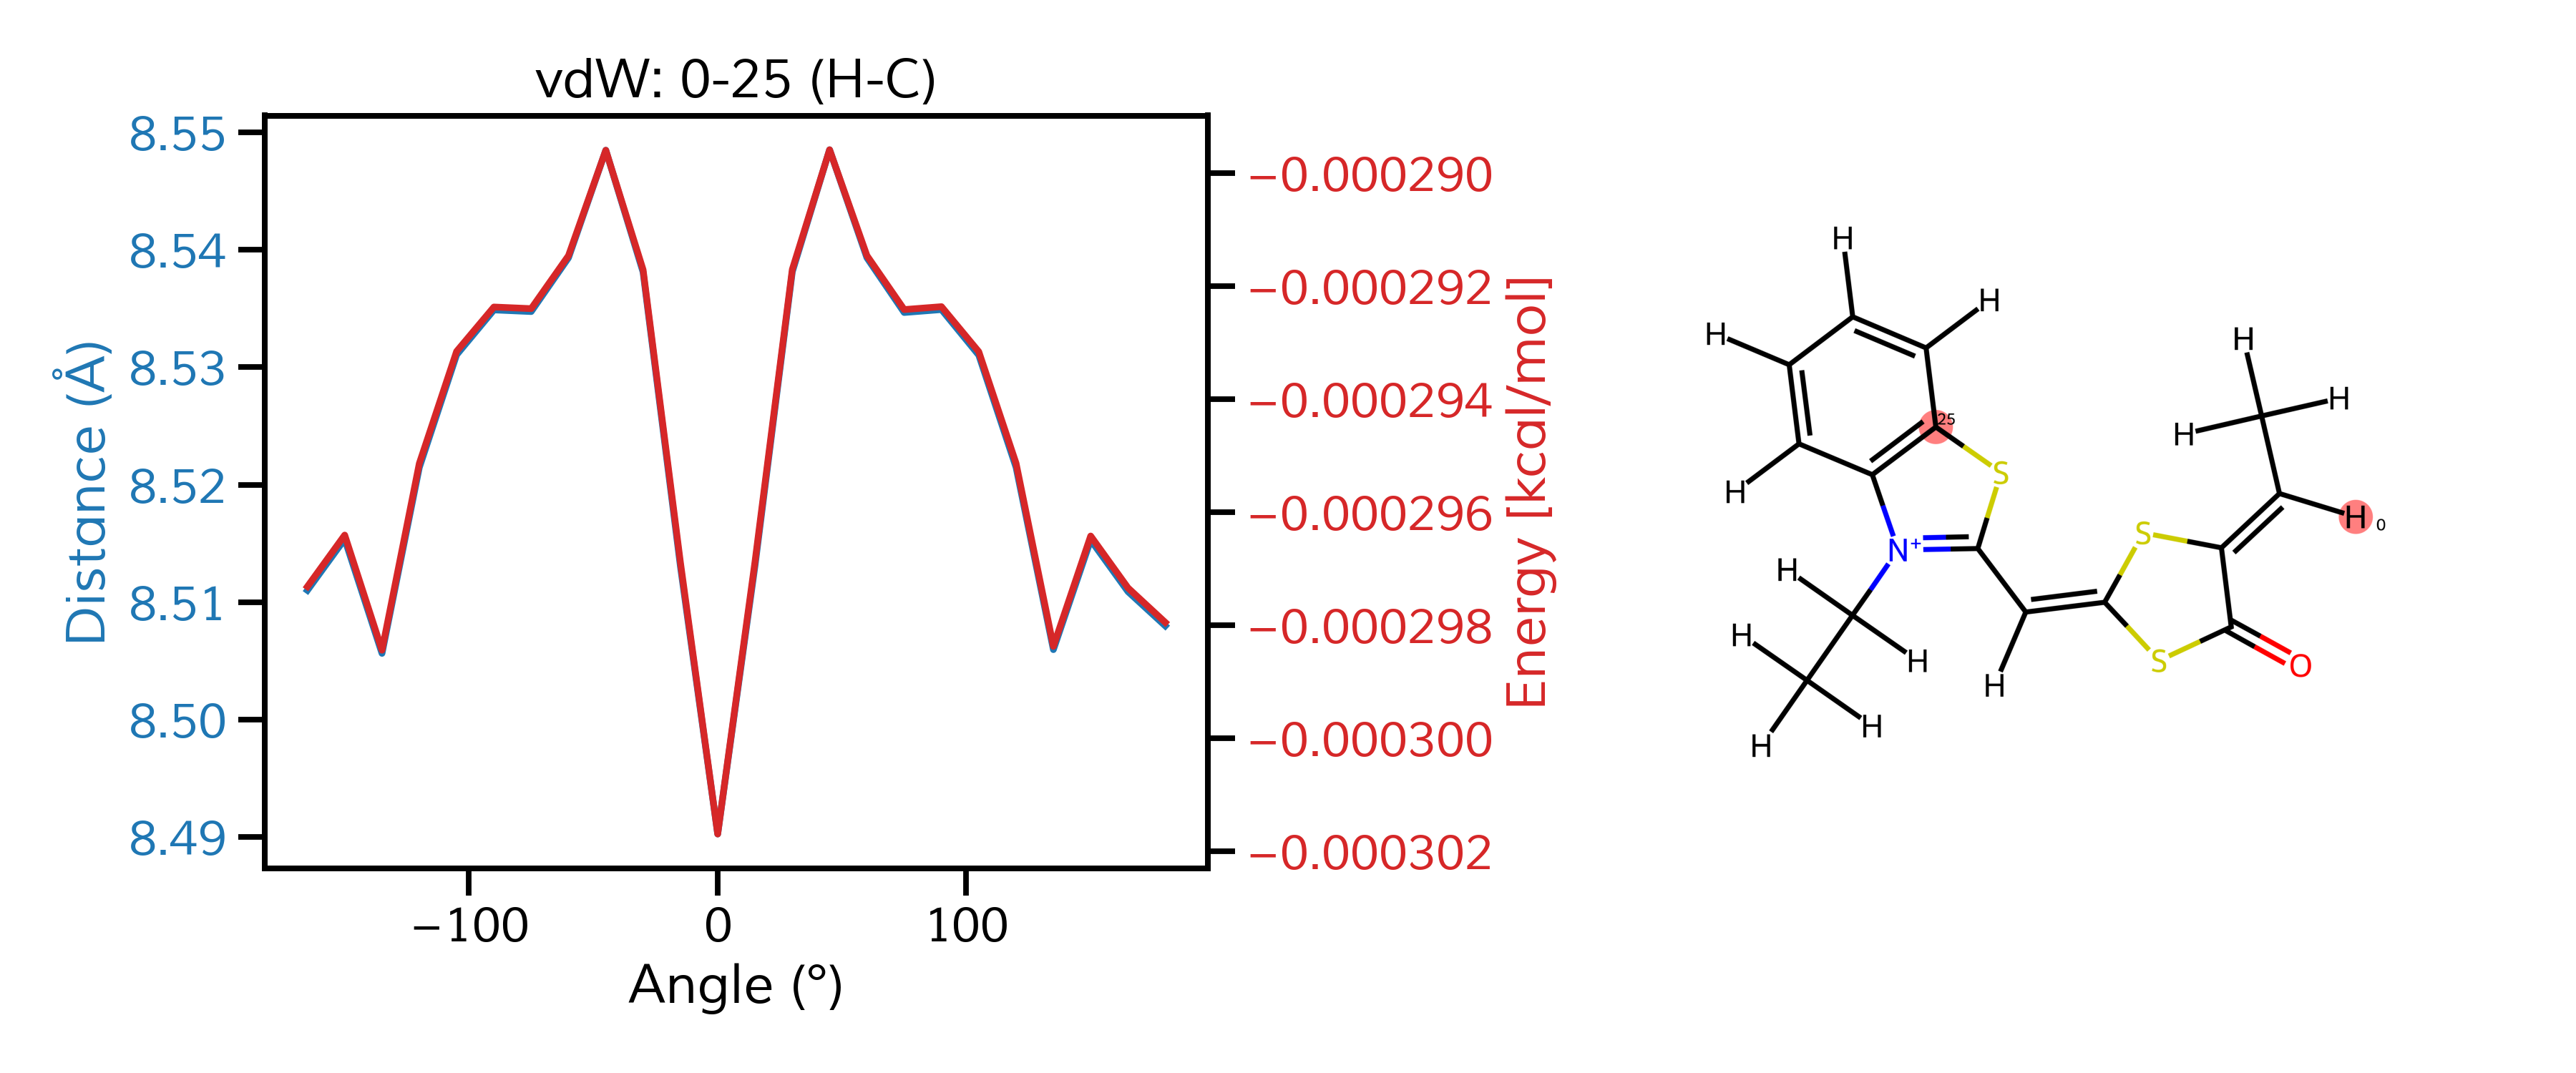 vdW: 0-25 (H-C)
Distance (Å)
8.55
8.54
8.53
8.52
8.51
8.50
8.49
−100
0
100
Angle (°)
−0.000290
−0.000292
−0.000294
−0.000296
−0.000298
−0.000300
−0.000302
Energy [kcal/mol]
H
H
H
H
H
H
25
S
H
H
S
H 0
N+
H
H
H
H
S
O
H
H
H